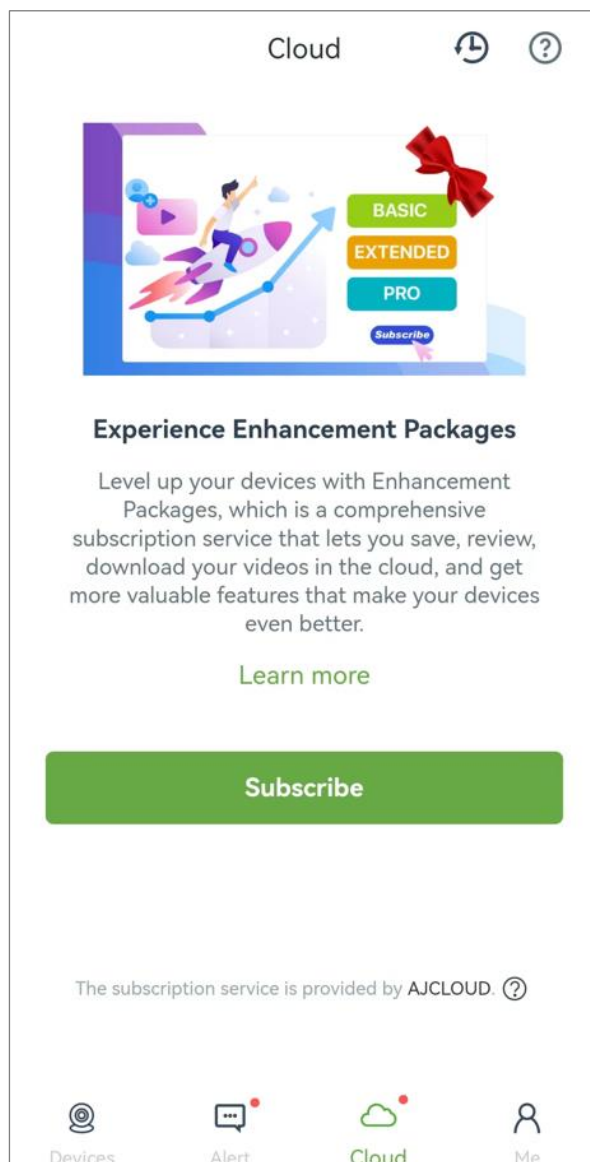 Cloud
BASIC
EXTENDED
PRO
Subscribe
Experience Enhancement Packages
Level up your devices with Enhancement
Packages, which is a comprehensive
subscription service that lets you save, review,
download your videos in the cloud, and get
more valuable features that make your devices
even better.
Learn more
Subscribe
The subscription service is provided by AJCLOUD. ?
Devices Alert Cloud Me